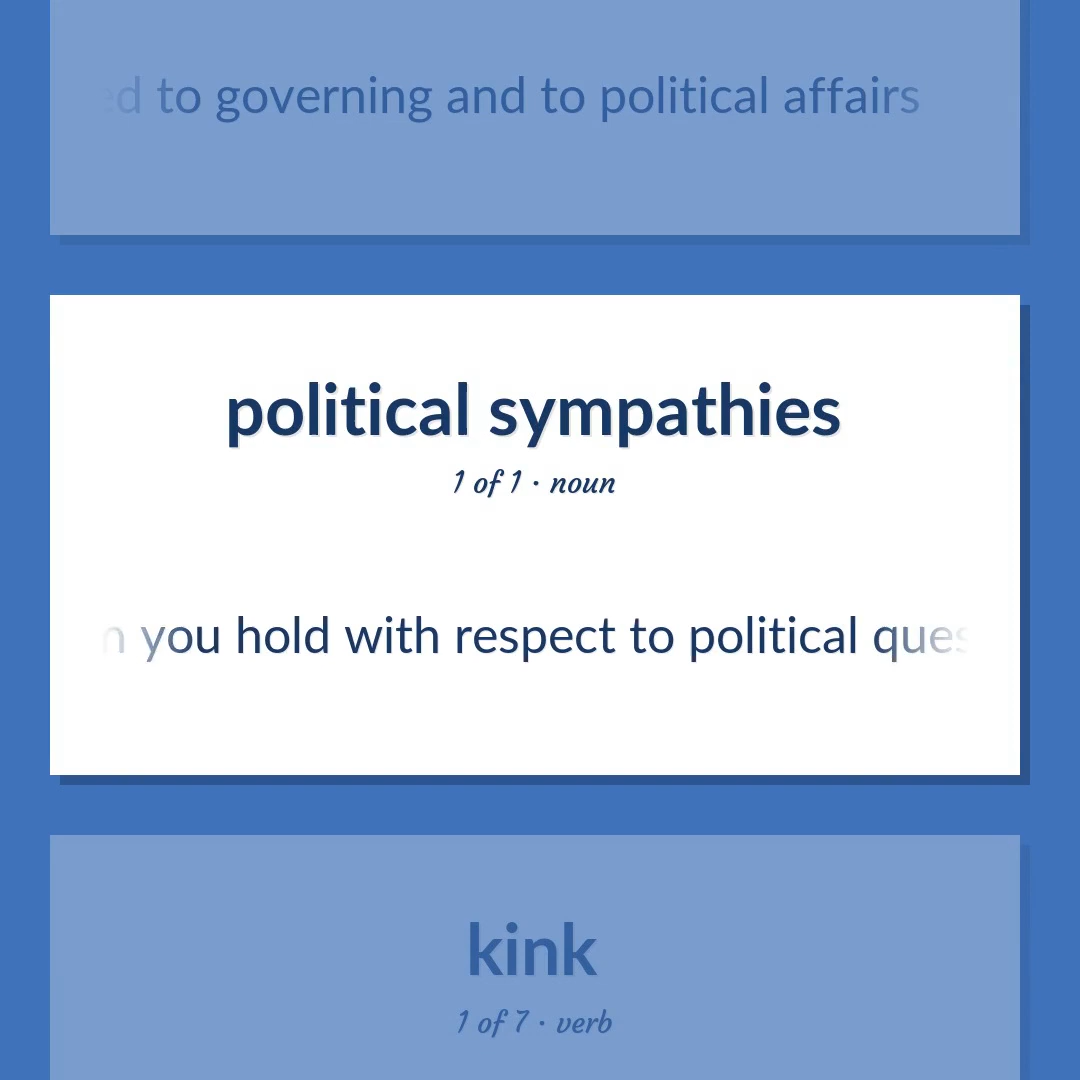 to governing and to political affairs
political sympathies
1 of 1 · noun
you hold with respect to political
kink
1 of 7 · verb